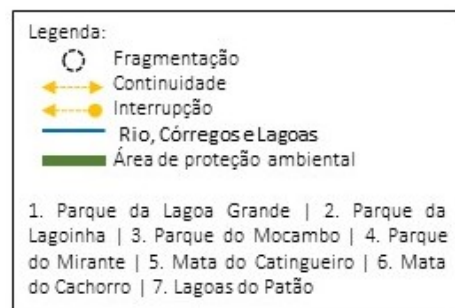 Legenda:
Fragmentação
Continuidade
Interrupção
Rio, Córregos e Lagoas
Área de proteção ambiental
1. Parque da Lagoa Grande | 2. Parque da
Lagoinha | 3. Parque do Mocambo | 4. Parque
do Mirante | 5. Mata do Catingueiro | 6. Mata
do Cachorro | 7. Lagoas do Patão